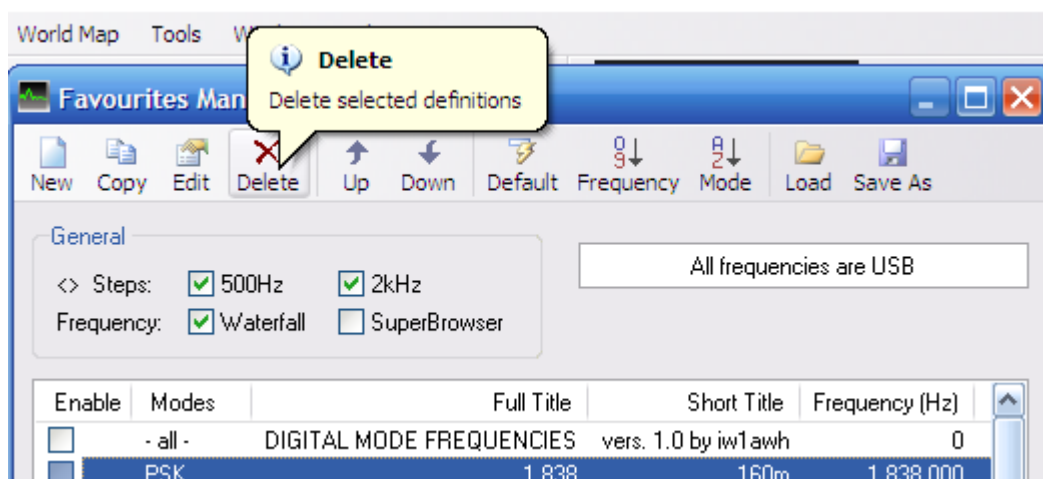 World Map Tools
Delete
Favourites Man
Delete selected definitions
New Copy Edit Delete Up Down Default Frequency Mode Load Save As
General
<> Steps: 500Hz 2kHz
All frequencies are USB
Frequency: Waterfall SuperBrowser
Enable Modes Full Title Short Title Frequency (Hz)
- all - DIGITAL MODE FREQUENCIES vers. 1.0 by iw1awh 0
PSK 1.838 160m 1.838.000